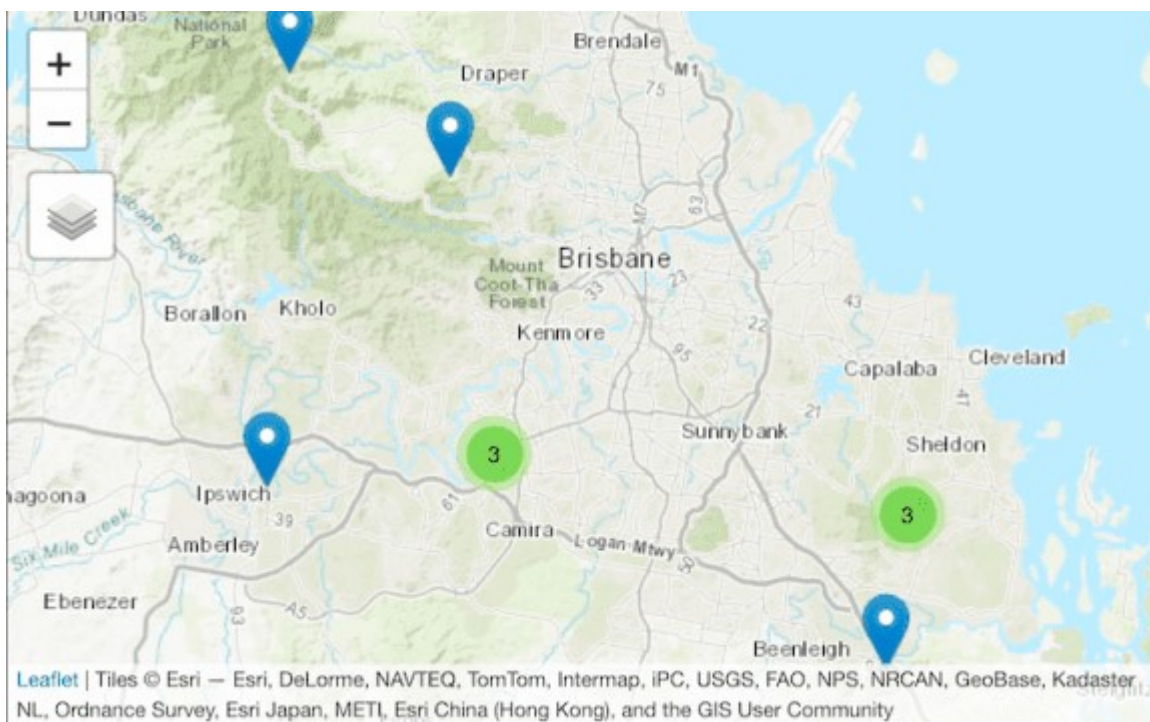 Dundas
National
Park
+
−
Brendale
Draper
M1
75
63
M7
Brisbane
Mount
Coot-Tha
Forest
23
33
Kholo
Borallon
43
Kenmore
22
95
Capalaba
Cleveland
47
21
Sunnybank
Sheldon
3
Ipswich
61
39
3
Camira
Amberley
Six Mile Creek
Logan Mtwy
Ebenezer
A5
93
Beenleigh
Leaflet | Tiles © Esri — Esri, DeLorme, NAVTEQ, TomTom, Intermap, iPC, USGS, FAO, NPS, NRCAN, GeoBase, Kadaster
NL, Ordnance Survey, Esri Japan, METI, Esri China (Hong Kong), and the GIS User Community